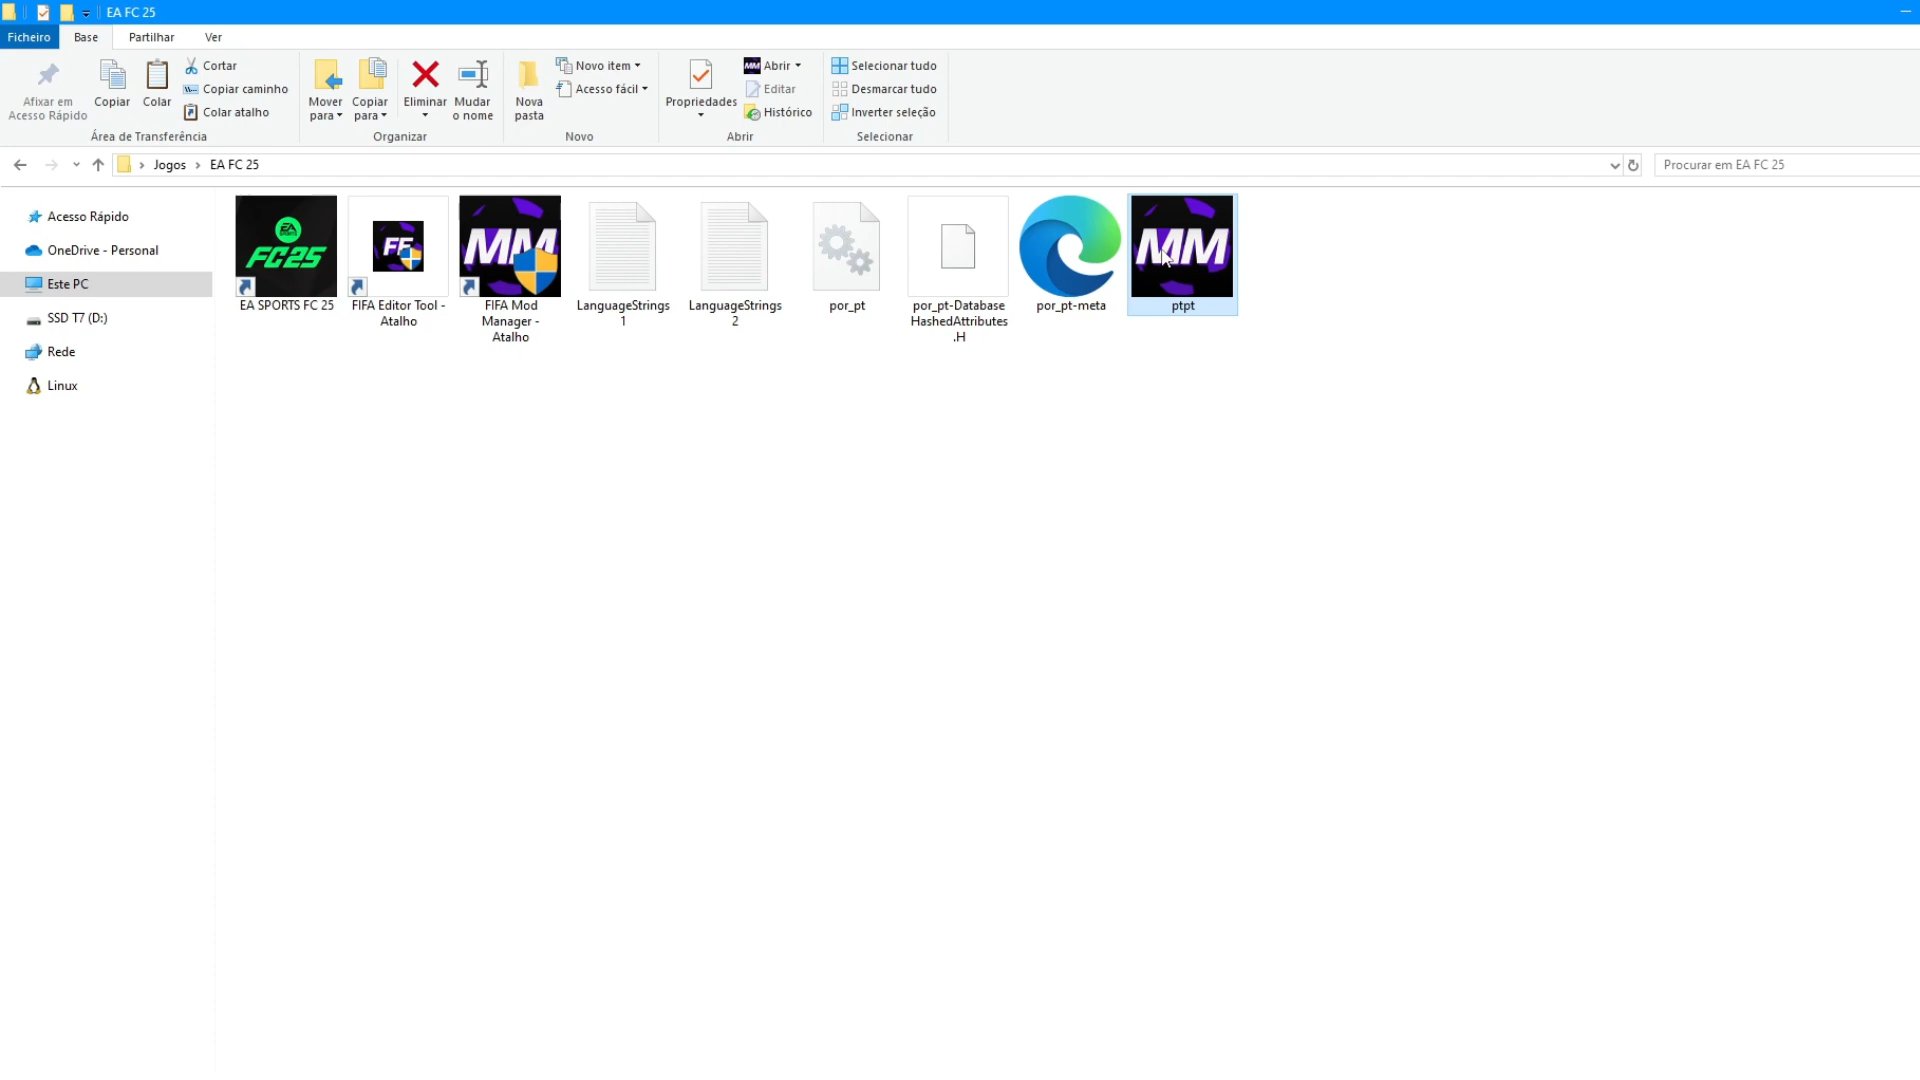 EA FC 25
Ficheiro Base Partilhar Ver
Afixar em
Acesso Rápido
Copiar
Colar
Cortar
Copiar caminho
Colar atalho
Área de Transferência
Mover
para
Copiar
para
Eliminar
Mudar
o nome
Organizar
Nova
pasta
Novo item
Acesso fácil
Novo
Propriedades
Abrir
Editar
Histórico
Abrir
Selecionar tudo
Desmarcar tudo
Inverter seleção
Selecionar
Jogos EA FC 25
Procurar em EA FC 25
Acesso Rápido
OneDrive - Personal
Este PC
SSD T7 (D:)
Rede
Linux
EA
SPORTS
FC25
EA SPORTS FC 25
FF
FIFA Editor Tool -
Atalho
MM
FIFA Mod
Manager -
Atalho
LanguageStrings
1
LanguageStrings
2
por_pt
por_pt-Database
HashedAttributes
.H
por_pt-meta
MM
ptpt